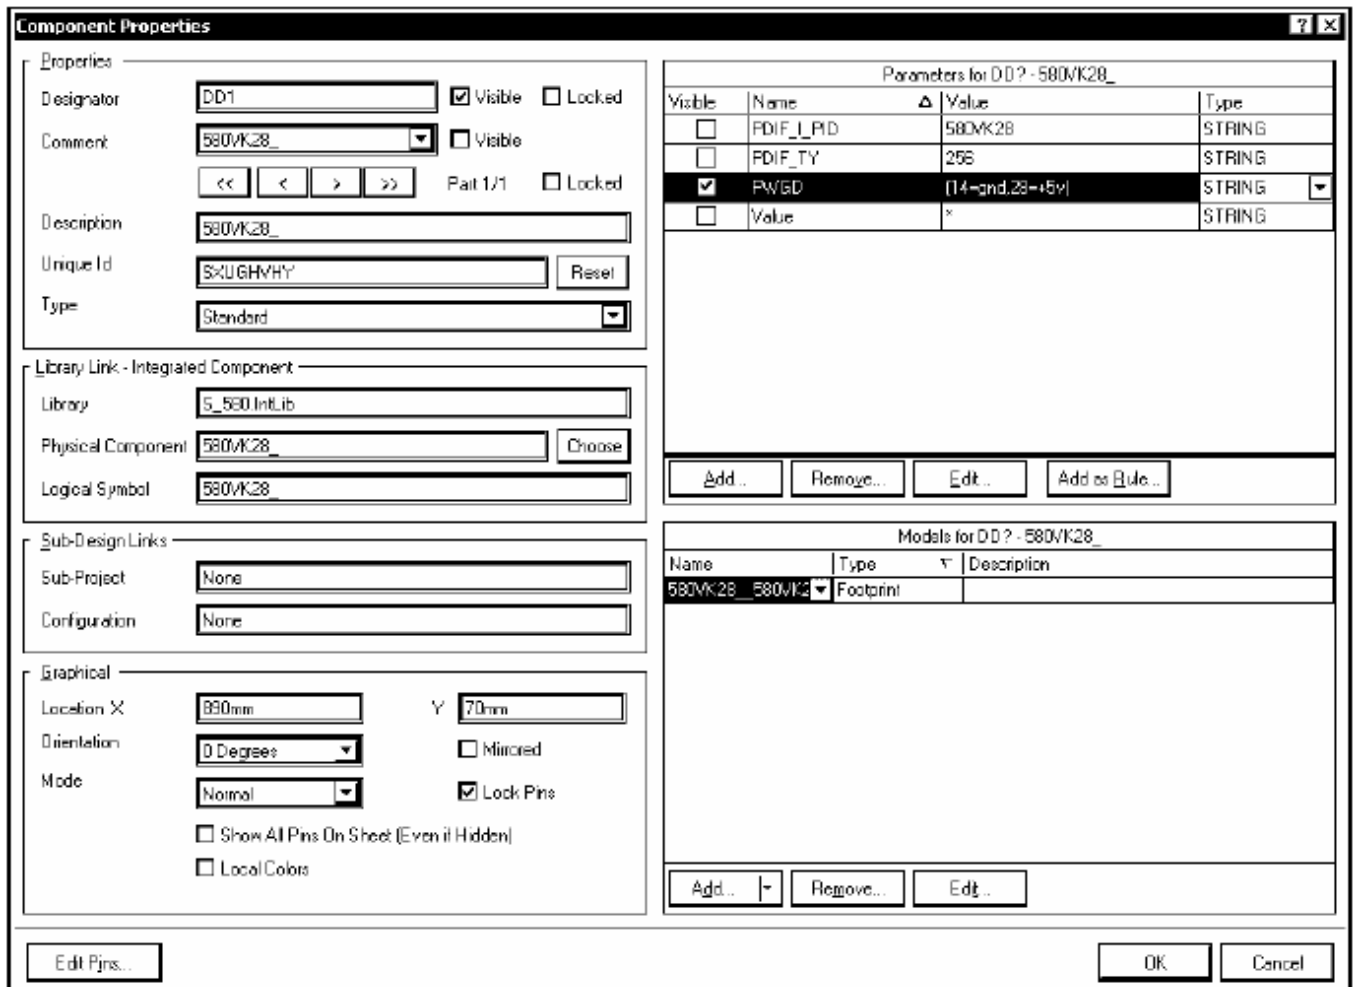 Component Properties
Properties
Designator DD1 Visible Locked
Comment 580VK28_ Visible
<< < > >> Part 1/1 Locked
Description 580VK28_
Unique Id SXUGHVHY Reset
Type Standard
Library Link - Integrated Component
Library S_580.IntLib
Physical Component 580VK28_ Choose
Logical Symbol 580VK28_
Sub-Design Links
Sub-Project None
Configuration None
Graphical
Location X 890mm Y 70mm
Orientation 0 Degrees Mirrored
Mode Normal Lock Pins
Show All Pins On Sheet (Even if Hidden)
Local Colors
Edit Pins...
Parameters for DD? - 580VK28_
Visible Name Value Type
PDIF_I_PID 580VK28 STRING
PDIF_TY 256 STRING
PWGD (14=gnd,28=+5v) STRING
Value * STRING
Add... Remove... Edit... Add as Rule...
Models for DD? - 580VK28_
Name Type Description
580VK28__580VK2 Footprint
Add... Remove... Edit...
OK Cancel